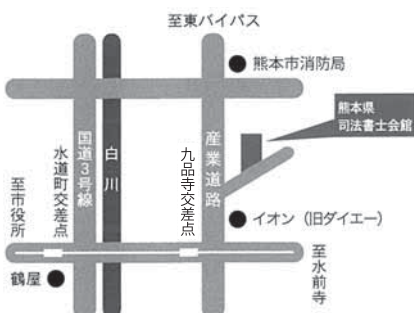 至東バイパス
熊本市消防局
熊本県
司法書士会館
国道3号線
白川
産業道路
九品寺交差点
水道町交差点
至市役所
イオン（旧ダイエー）
至水前寺
鶴屋